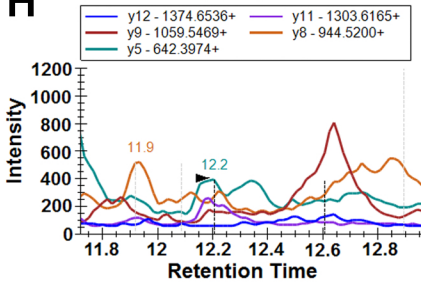 H
y12 - 1374.6536+ y11 - 1303.6165+
y9 - 1059.5469+ y8 - 944.5200+
y5 - 642.3974+
Intensity
1200
1000
800
600
400
200
0
11.9
12.2
11.8 12 12.2 12.4 12.6 12.8
Retention Time